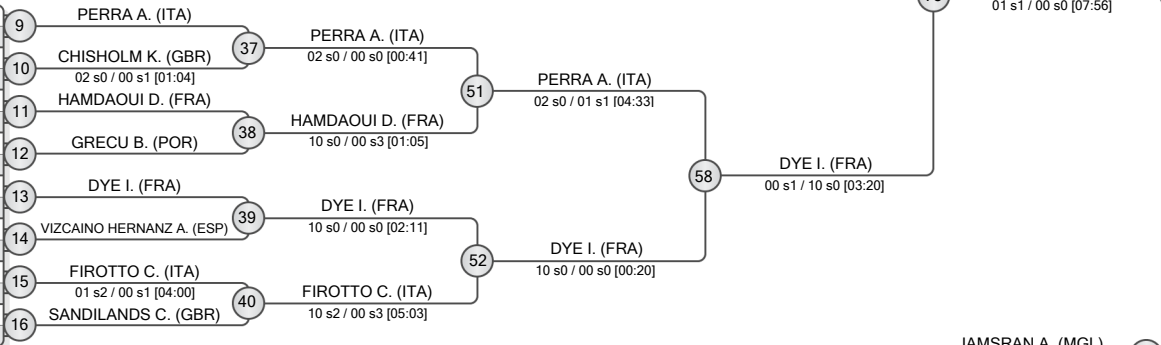 01 s1 / 00 s0 [07:56]
9
PERRA A. (ITA)
37
PERRA A. (ITA)
02 s0 / 00 s0 [00:41]
10
CHISHOLM K. (GBR)
02 s0 / 00 s1 [01:04]
51
PERRA A. (ITA)
02 s0 / 01 s1 [04:33]
11
HAMDAOUI D. (FRA)
38
HAMDAOUI D. (FRA)
10 s0 / 00 s3 [01:05]
12
GRECU B. (POR)
58
DYE I. (FRA)
00 s1 / 10 s0 [03:20]
13
DYE I. (FRA)
39
DYE I. (FRA)
10 s0 / 00 s0 [02:11]
14
VIZCAINO HERNANZ A. (ESP)
52
DYE I. (FRA)
10 s0 / 00 s0 [00:20]
15
FIROTTO C. (ITA)
01 s2 / 00 s1 [04:00]
40
FIROTTO C. (ITA)
10 s2 / 00 s3 [05:03]
16
SANDILANDS C. (GBR)
JAMSRAN A. (MGL)